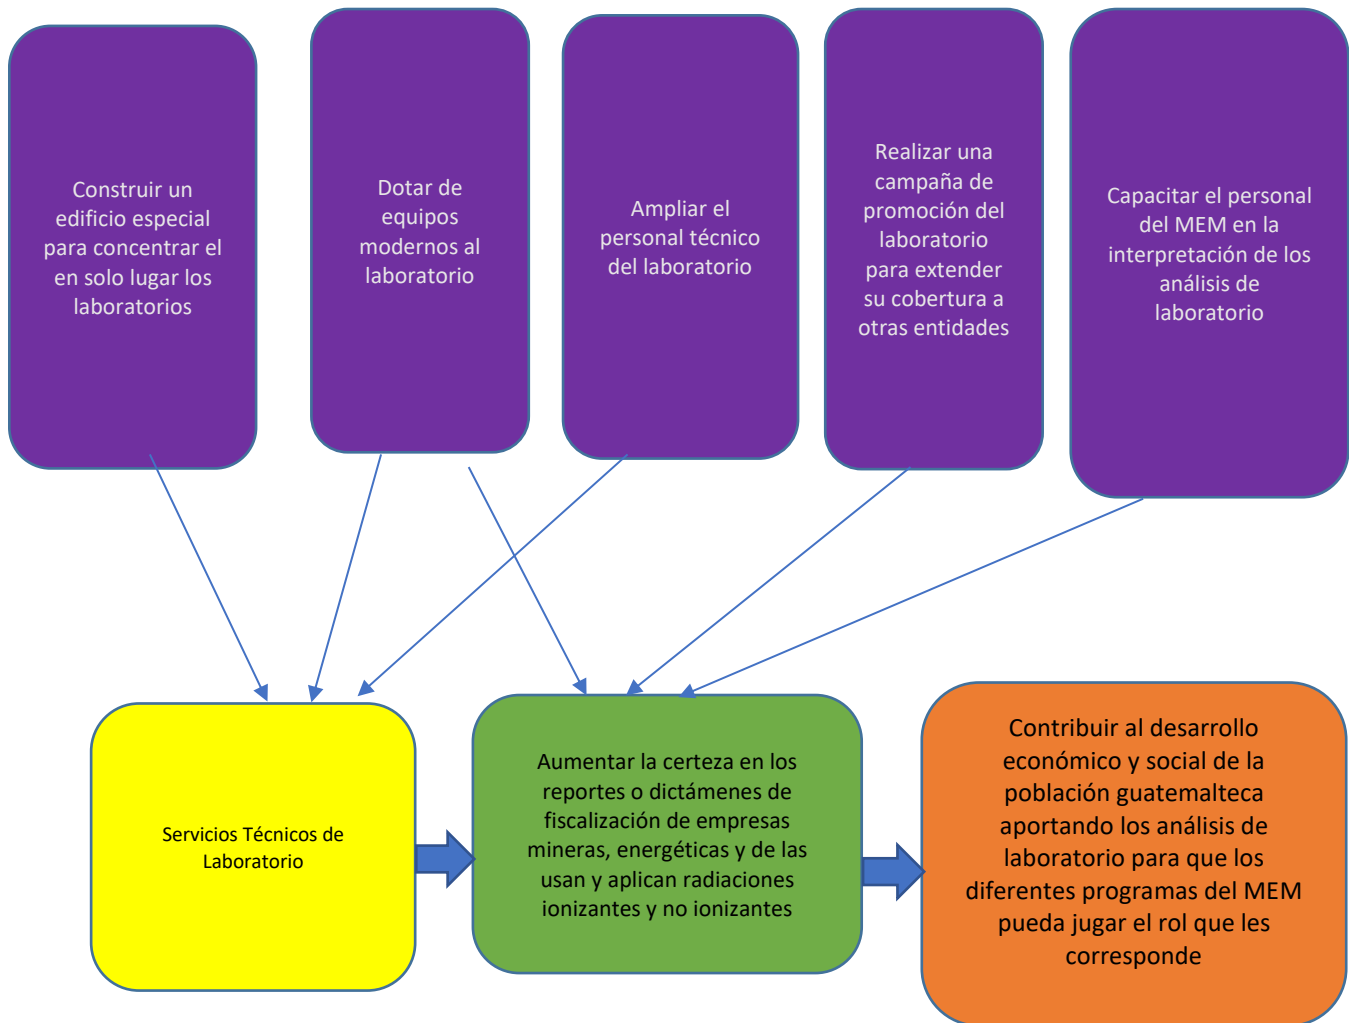 Construir un
edificio especial
para concentrar el
en solo lugar los
laboratorios
Dotar de
equipos
modernos al
laboratorio
Ampliar el
personal técnico
del laboratorio
Realizar una
campaña de
promoción del
laboratorio
para extender
su cobertura a
otras entidades
Capacitar el personal
del MEM en la
interpretación de los
análisis de
laboratorio
Servicios Técnicos de
Laboratorio
Aumentar la certeza en los
reportes o dictámenes de
fiscalización de empresas
mineras, energéticas y de las
usan y aplican radiaciones
ionizantes y no ionizantes
Contribuir al desarrollo
económico y social de la
población guatemalteca
aportando los análisis de
laboratorio para que los
diferentes programas del MEM
pueda jugar el rol que les
corresponde